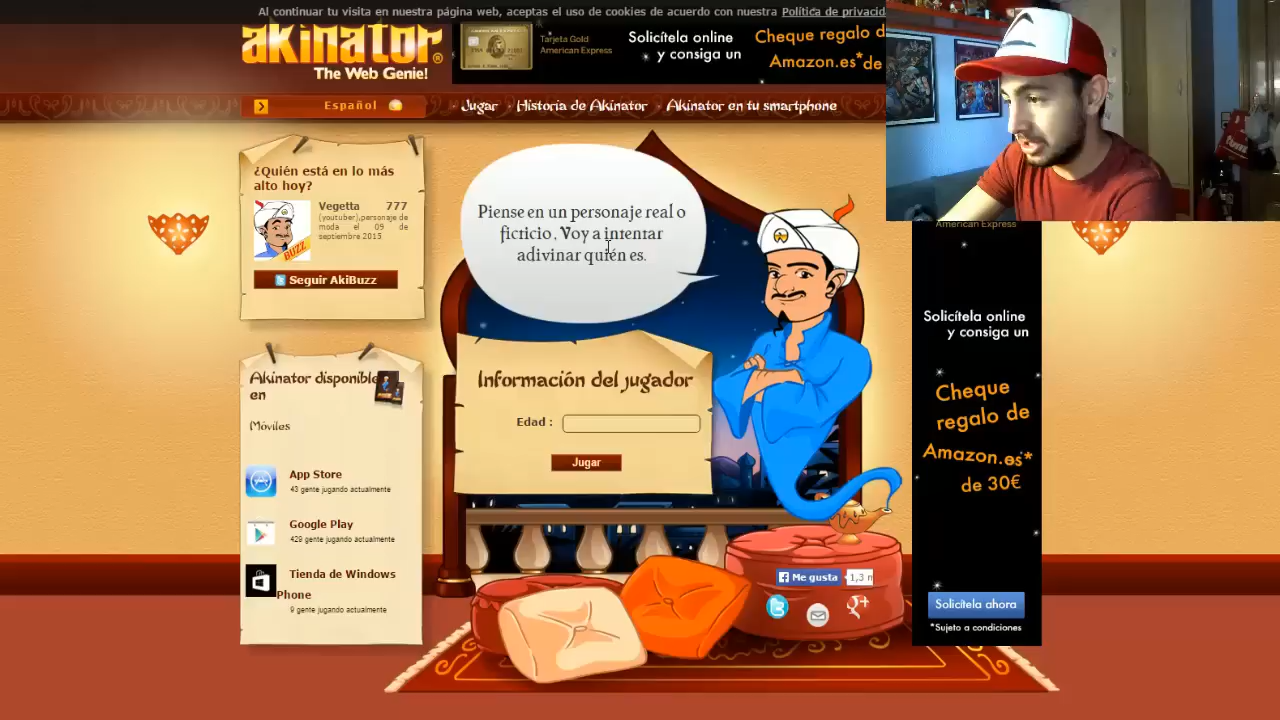 Al continuar tu visita en nuestra página web, aceptas el uso de cookies de acuerdo con nuestra Política de privacid
akinator®
The Web Genie!
Tarjeta Gold
American Express
Solicítela online
y consiga un
Cheque regalo d
Amazon.es*de
Español
Jugar
Historia de Akinator
Akinator en tu smartphone
¿Quién está en lo más
alto hoy?
Vegetta 777
(youtuber),personaje de
moda el 09 de
septiembre 2015
BUZZ
Seguir AkiBuzz
Piense en un personaje real o
ficticio. Voy a intentar
adivinar quién es.
Información del jugador
Edad :
Jugar
Akinator disponible
en
Móviles
App Store
43 gente jugando actualmente
Google Play
429 gente jugando actualmente
Tienda de Windows
Phone
9 gente jugando actualmente
Me gusta
1,3 m
American Express
Solicítela online
y consiga un
Cheque
regalo de
Amazon.es*
de 30€
Solicítela ahora
*Sujeto a condiciones